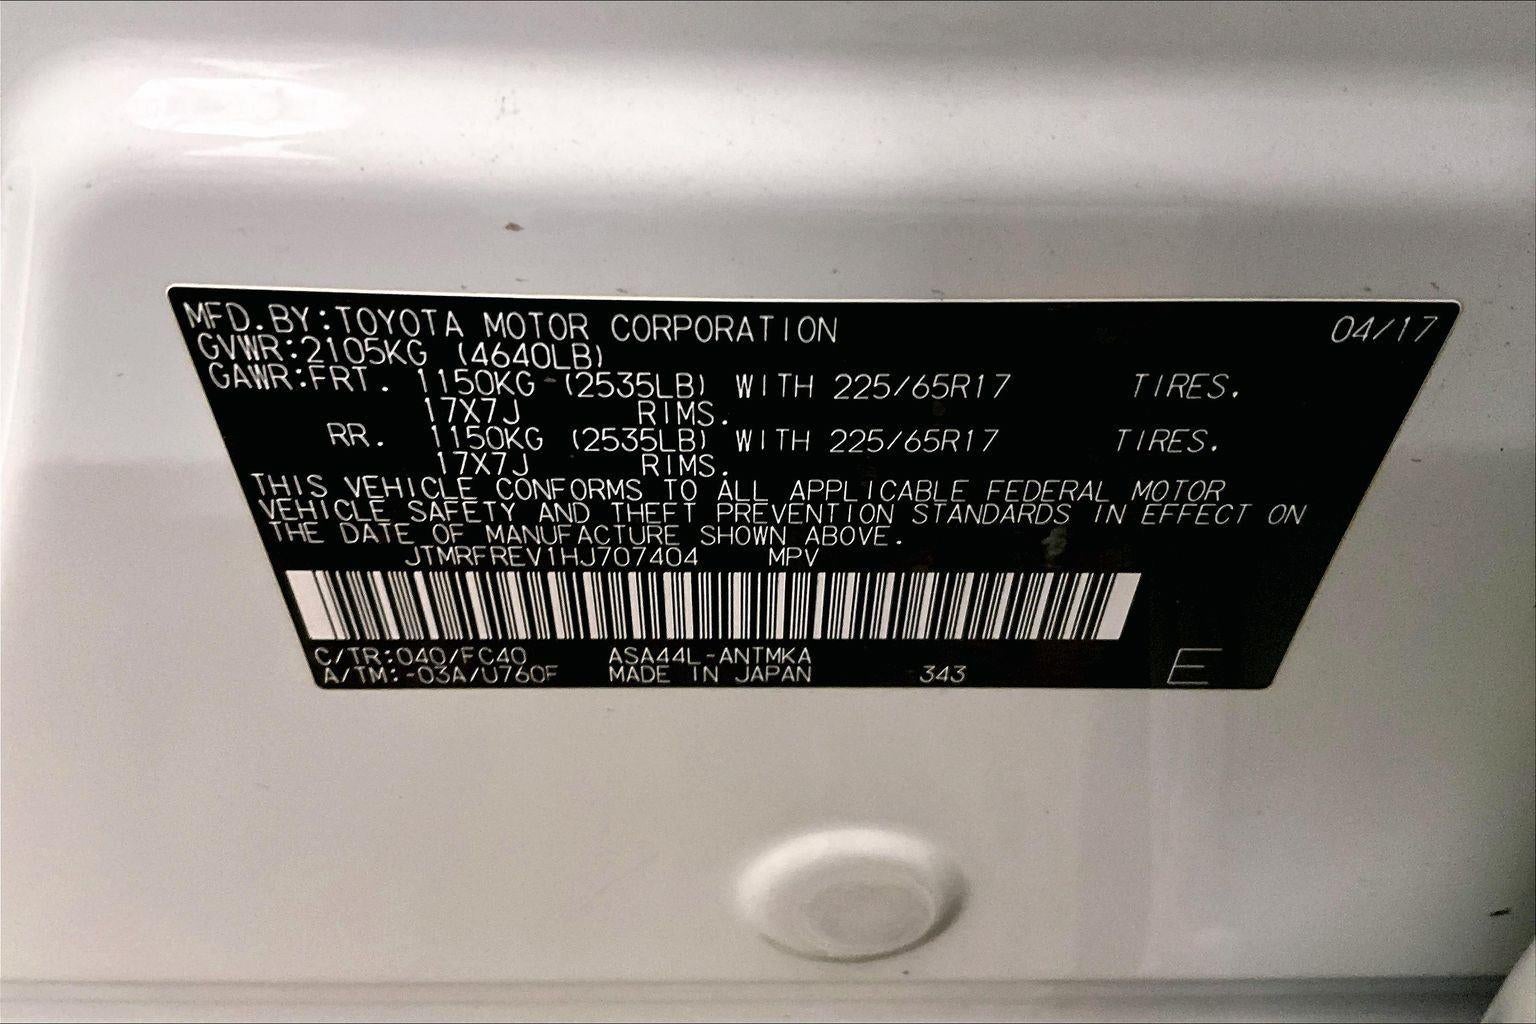 MFD.BY:TOYOTA MOTOR CORPORATION 04/17
GVWR:2105KG (4640LB)
GAWR:FRT. 1150KG (2535LB) WITH 225/65R17 TIRES.
17X7J RIMS.
RR. 1150KG (2535LB) WITH 225/65R17 TIRES.
17X7J RIMS.
THIS VEHICLE CONFORMS TO ALL APPLICABLE FEDERAL MOTOR
VEHICLE SAFETY AND THEFT PREVENTION STANDARDS IN EFFECT ON
THE DATE OF MANUFACTURE SHOWN ABOVE.
JTMRFREV1HJ707404 MPV
C/TR:040/FC40 ASA44L-ANTMKA
A/TM:-03A/U760F MADE IN JAPAN 343 E